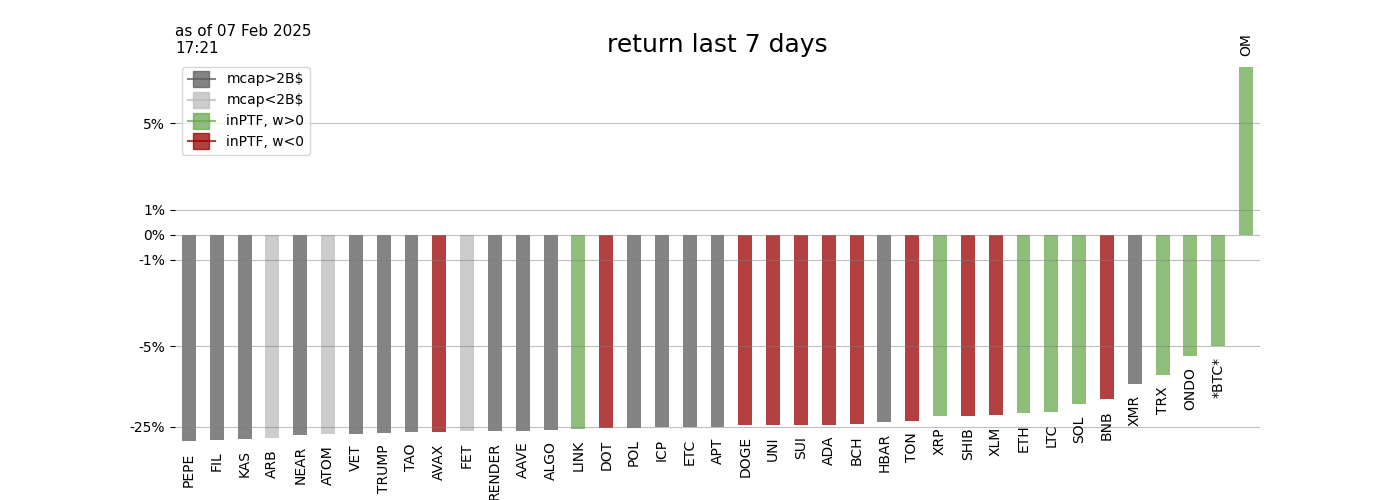 as of 07 Feb 2025
17:21
return last 7 days
mcap>2B$
mcap<2B$
inPTF, w>0
inPTF, w<0
5%
1%
0%
-1%
-5%
-25%
PEPE
FIL
KAS
ARB
NEAR
ATOM
VET
TRUMP
TAO
AVAX
FET
RENDER
AAVE
ALGO
LINK
DOT
POL
ICP
ETC
APT
DOGE
UNI
SUI
ADA
BCH
HBAR
TON
XRP
SHIB
XLM
ETH
LTC
SOL
BNB
XMR
TRX
ONDO
*BTC*
OM